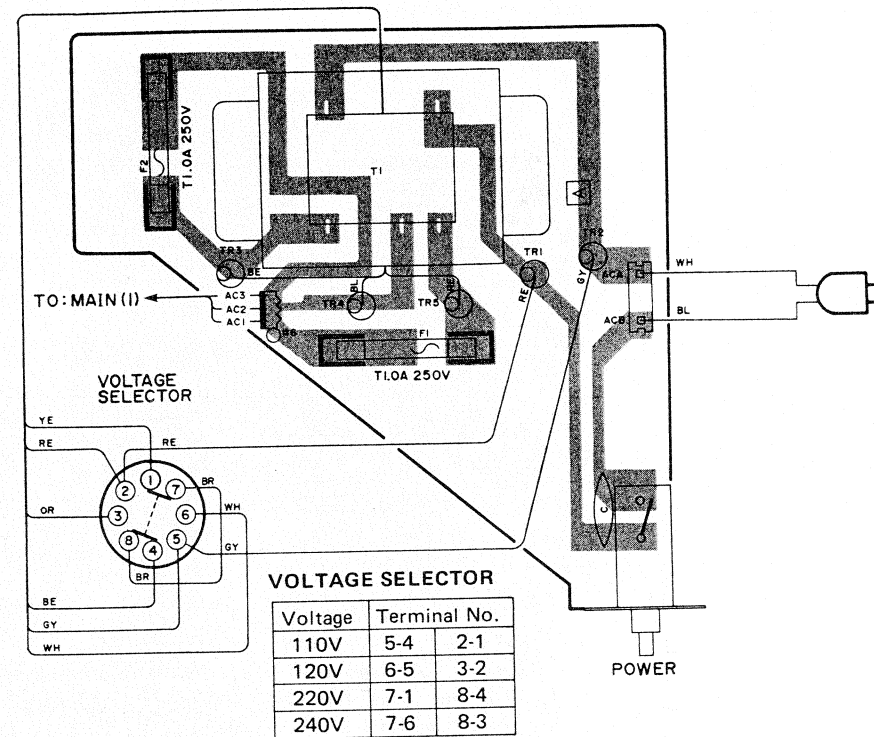 F2
T1.0A 250V
T1
A
TR3
BE
TR2
TR1
GY
RE
ACA
WH
ACB
BL
TO: MAIN (1)
AC3
AC2
AC1
BL
TR4
TR5
F1
T1.0A 250V
VOLTAGE
SELECTOR
YE
RE
RE
OR
1
2
7
BR
3
6
WH
8
4
5
GY
BR
BE
GY
WH
C
POWER
VOLTAGE SELECTOR
Voltage Terminal No.
110V 5-4 2-1
120V 6-5 3-2
220V 7-1 8-4
240V 7-6 8-3